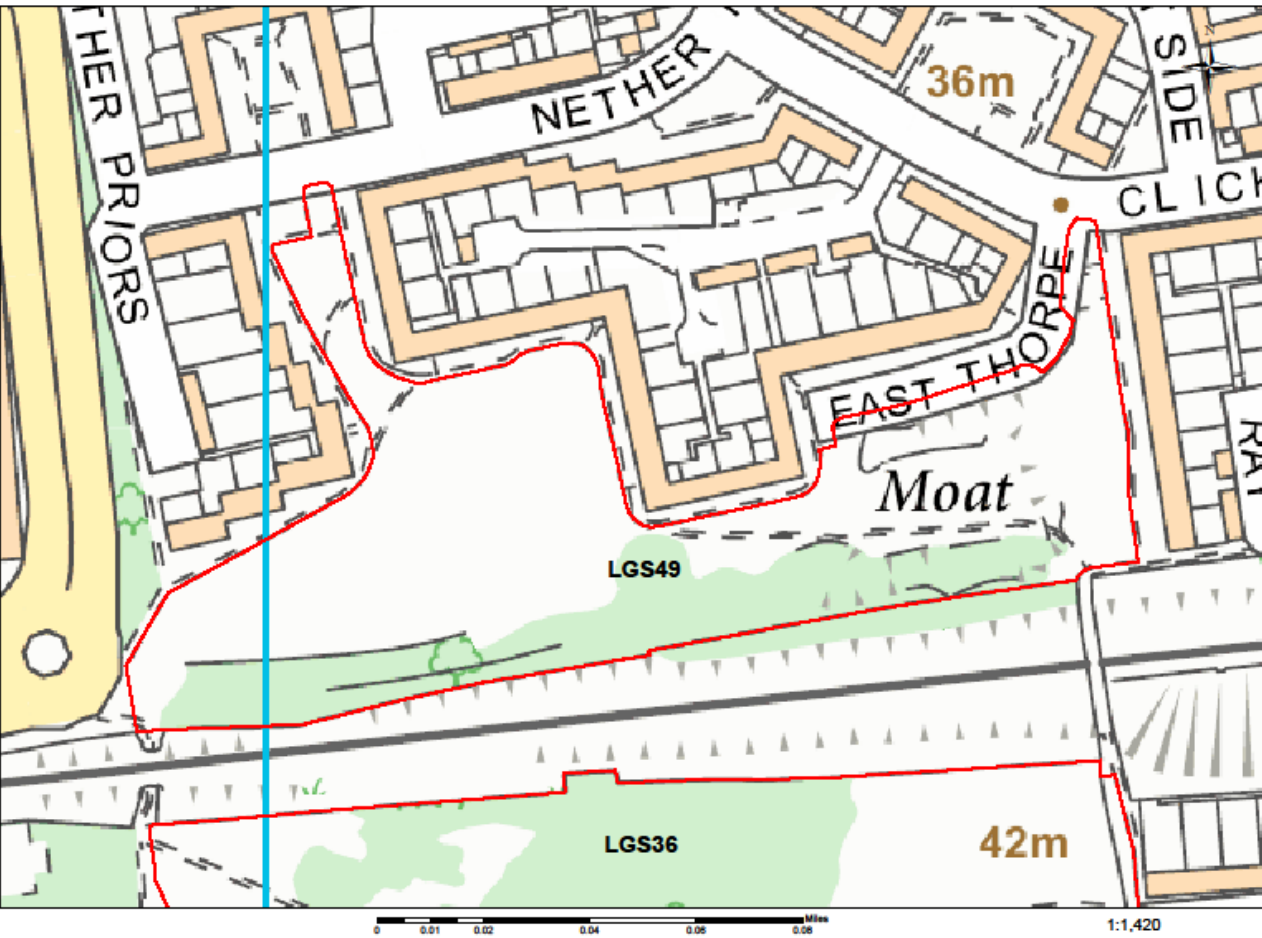 THER PRIORS
NETHER
36m
SIDE
CLICK
EAST THORPE
RAY
Moat
LGS49
LGS36
42m
N
Miles
0 0.01 0.02 0.04 0.06 0.08
1:1,420